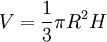 V = \frac{1}{3} \pi R^2 H